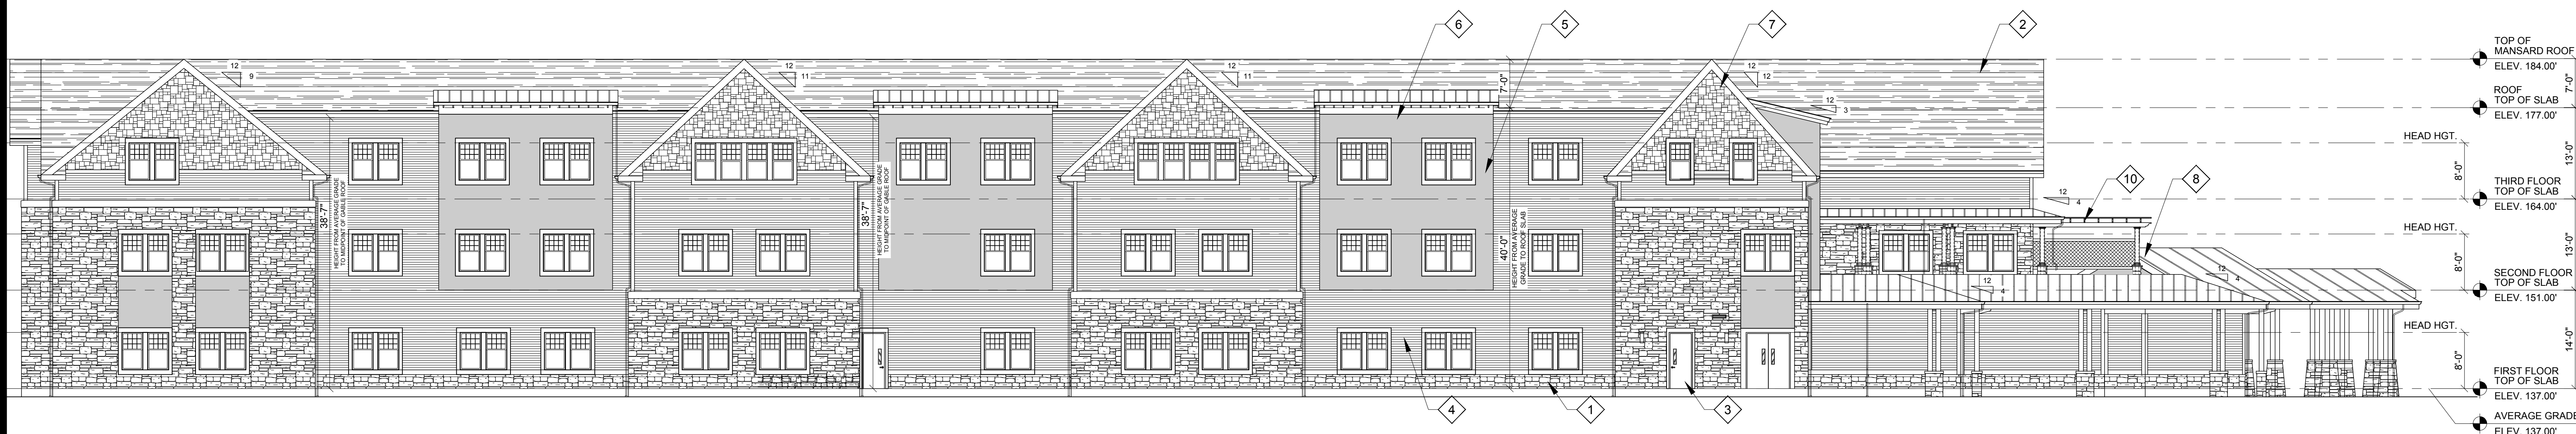 6
5
7
2
TOP OF
MANSARD ROOF
ELEV. 184.00'
7'-0"
ROOF
TOP OF SLAB
ELEV. 177.00'
12
9
12
11
12
11
12
12
7'-0"
12
3
HEAD HGT.
13'-0"
8'-0"
10
8
THIRD FLOOR
TOP OF SLAB
ELEV. 164.00'
12
4
38'-7"
HEIGHT FROM AVERAGE GRADE
TO MIDPOINT OF GABLE ROOF
38'-7"
HEIGHT FROM AVERAGE GRADE
TO MIDPOINT OF GABLE ROOF
40'-0"
HEIGHT FROM AVERAGE
GRADE TO ROOF SLAB
HEAD HGT.
13'-0"
8'-0"
SECOND FLOOR
TOP OF SLAB
ELEV. 151.00'
12
4
12
4
HEAD HGT.
14'-0"
8'-0"
FIRST FLOOR
TOP OF SLAB
ELEV. 137.00'
4
1
3
AVERAGE GRADE
ELEV. 137.00'